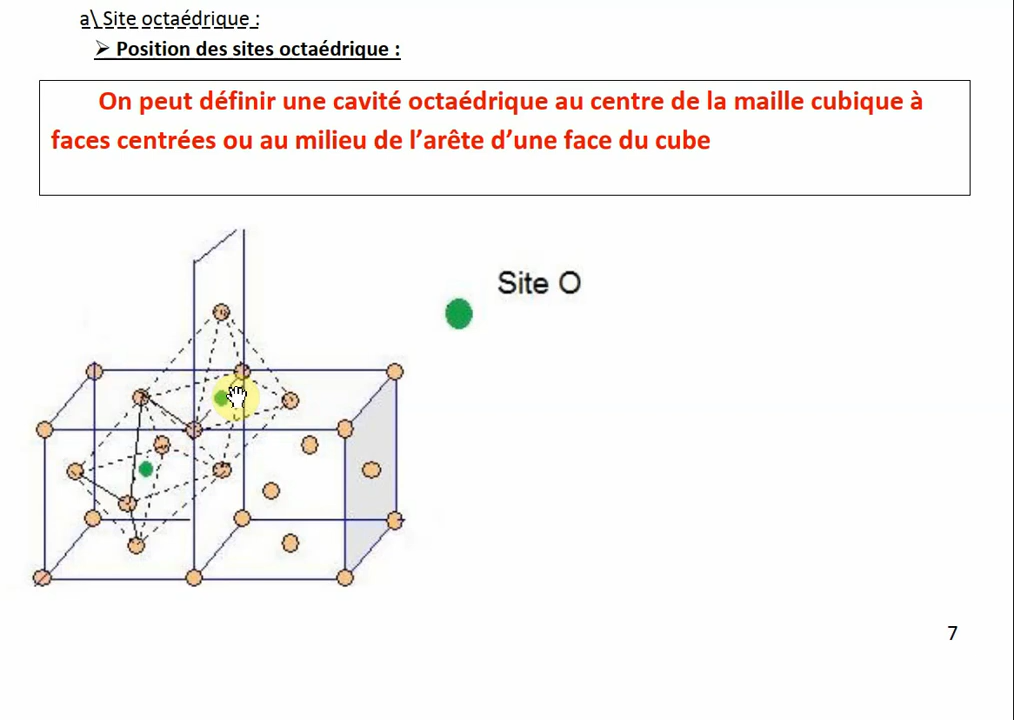 a\ Site octaédrique :
➢ Position des sites octaédrique :
On peut définir une cavité octaédrique au centre de la maille cubique à
faces centrées ou au milieu de l’arête d’une face du cube
Site O
7